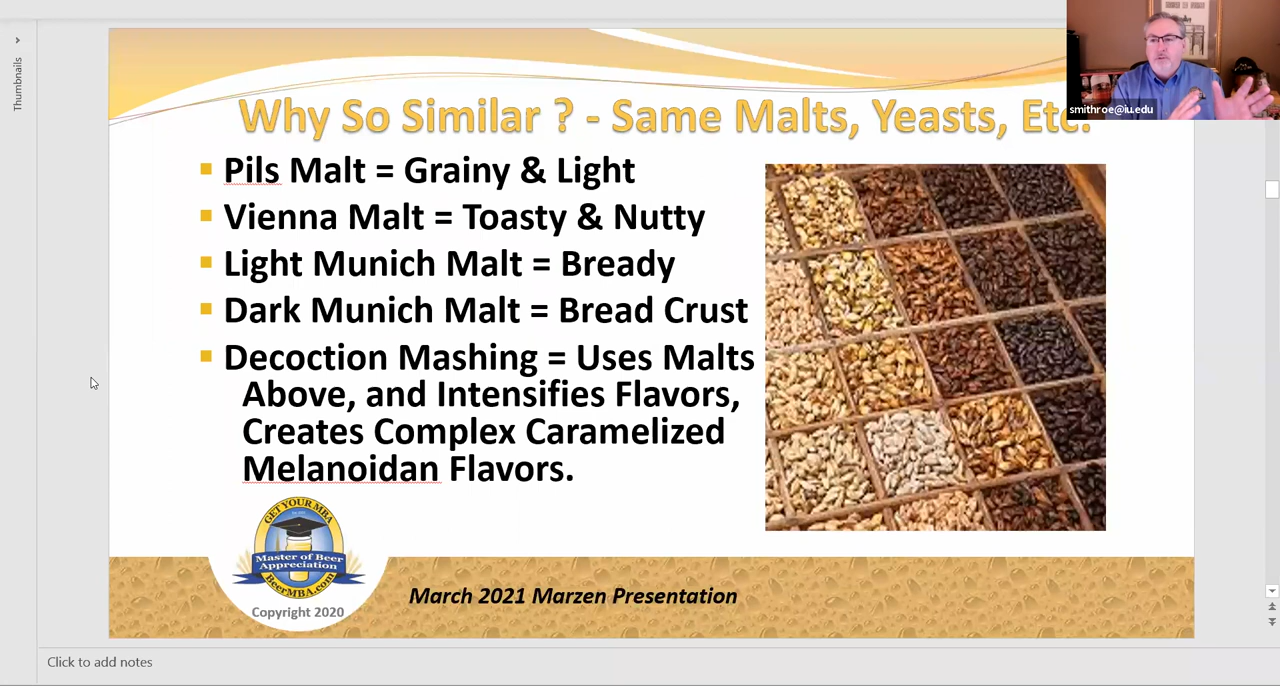 Thumbnails
Why So Similar ? - Same Malts, Yeasts, Etc.
smithroe@iu.edu
Pils Malt = Grainy & Light
Vienna Malt = Toasty & Nutty
Light Munich Malt = Bready
Dark Munich Malt = Bread Crust
Decoction Mashing = Uses Malts
Above, and Intensifies Flavors,
Creates Complex Caramelized
Melanoidan Flavors.
GET YOUR MBA
Master of Beer
Appreciation
BeerMBA.com
Copyright 2020
March 2021 Marzen Presentation
Click to add notes